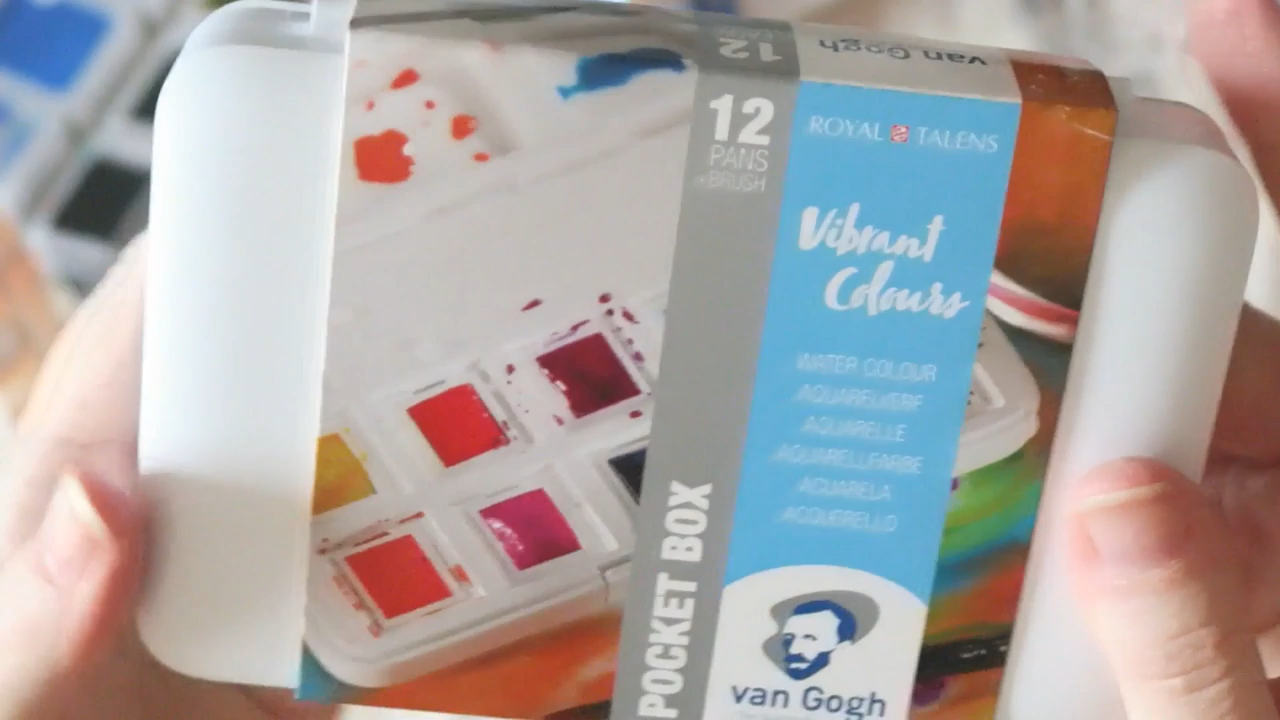 12
van Gogh
12
PANS
+BRUSH
ROYAL TALENS
Vibrant
Colours
WATER COLOUR
AQUARELVERF
AQUARELLE
AQUARELLFARBE
ACUARELA
ACQUERELLO
POCKET BOX
van Gogh